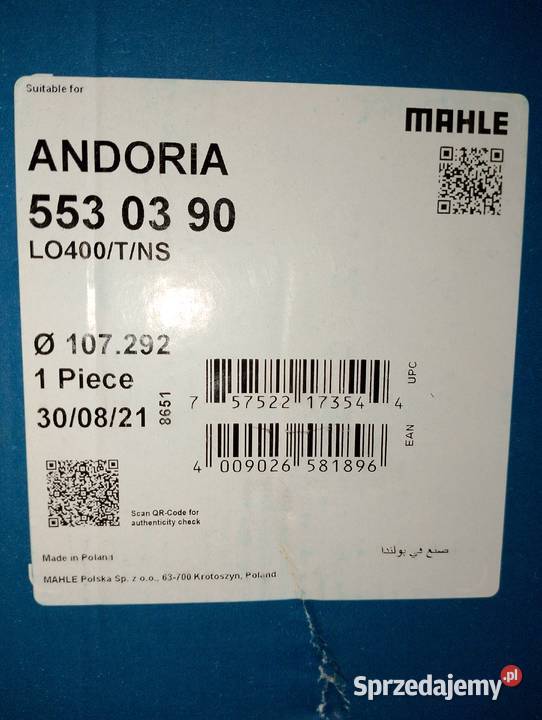 Suitable for
MAHLE
ANDORIA
553 03 90
LO400/T/NS
Ø 107.292
1 Piece
30/08/21
8651
7 57522 17354 4
UPC
4 009026 581896
EAN
Scan QR-Code for
authenticity check
Made in Poland
صنع في بولندا
MAHLE Polska Sp. z o.o., 63-700 Krotoszyn, Poland
Sprzedajemy.pl